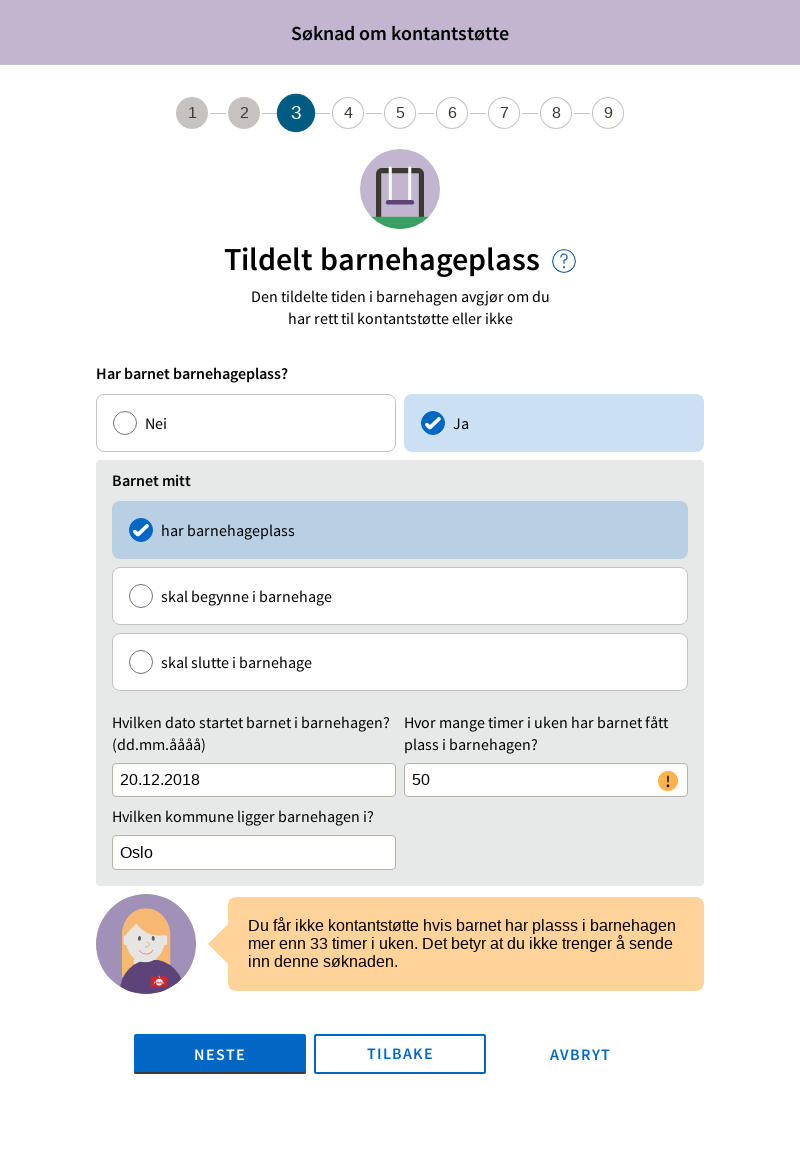 Søknad om kontantstøtte
1 2 3 4 5 6 7 8 9
Tildelt barnehageplass ?
Den tildelte tiden i barnehagen avgjør om du
har rett til kontantstøtte eller ikke
Har barnet barnehageplass?
Nei
Ja
Barnet mitt
har barnehageplass
skal begynne i barnehage
skal slutte i barnehage
Hvilken dato startet barnet i barnehagen?
(dd.mm.åååå)
20.12.2018
Hvor mange timer i uken har barnet fått
plass i barnehagen?
50 !
Hvilken kommune ligger barnehagen i?
Oslo
Du får ikke kontantstøtte hvis barnet har plasss i barnehagen
mer enn 33 timer i uken. Det betyr at du ikke trenger å sende
inn denne søknaden.
NESTE
TILBAKE
AVBRYT